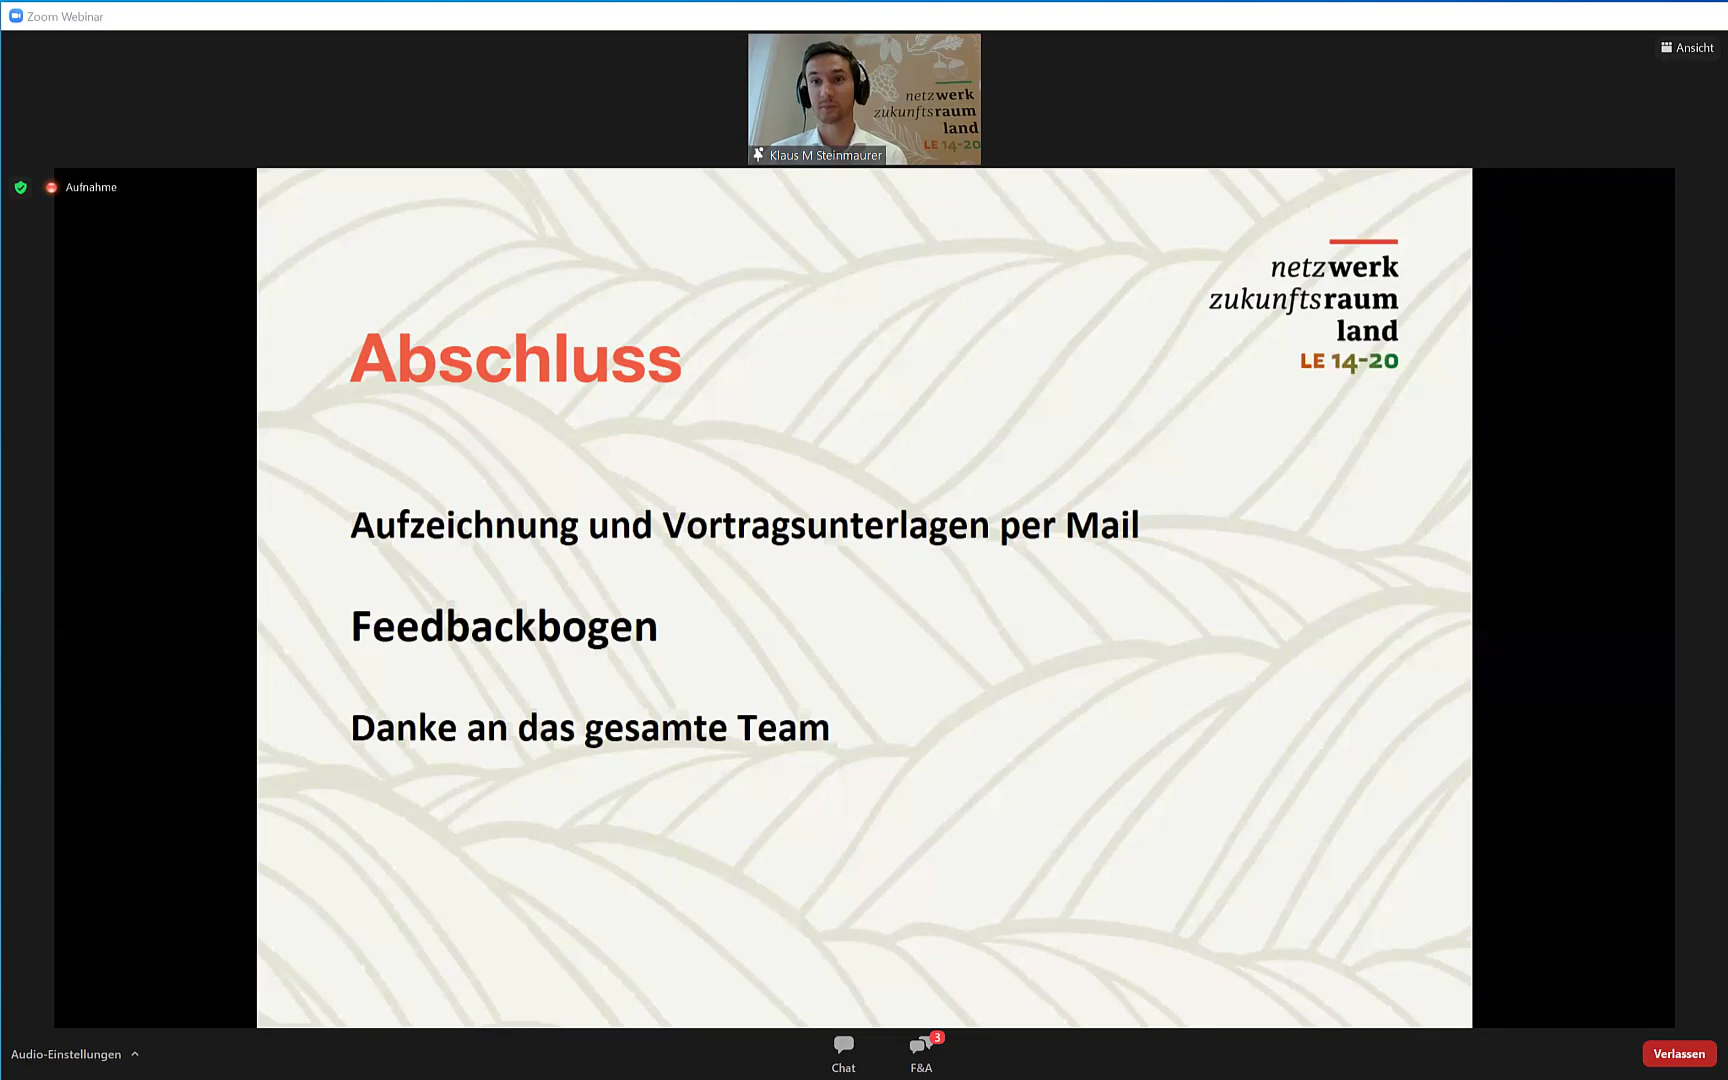 Zoom Webinar
Ansicht
netzwerk
zukunftsraum
land
LE 14-20
Klaus M Steinmaurer
Aufnahme
netzwerk
zukunftsraum
land
LE 14-20
Abschluss
Aufzeichnung und Vortragsunterlagen per Mail
Feedbackbogen
Danke an das gesamte Team
Audio-Einstellungen
Chat
3
F&A
Verlassen